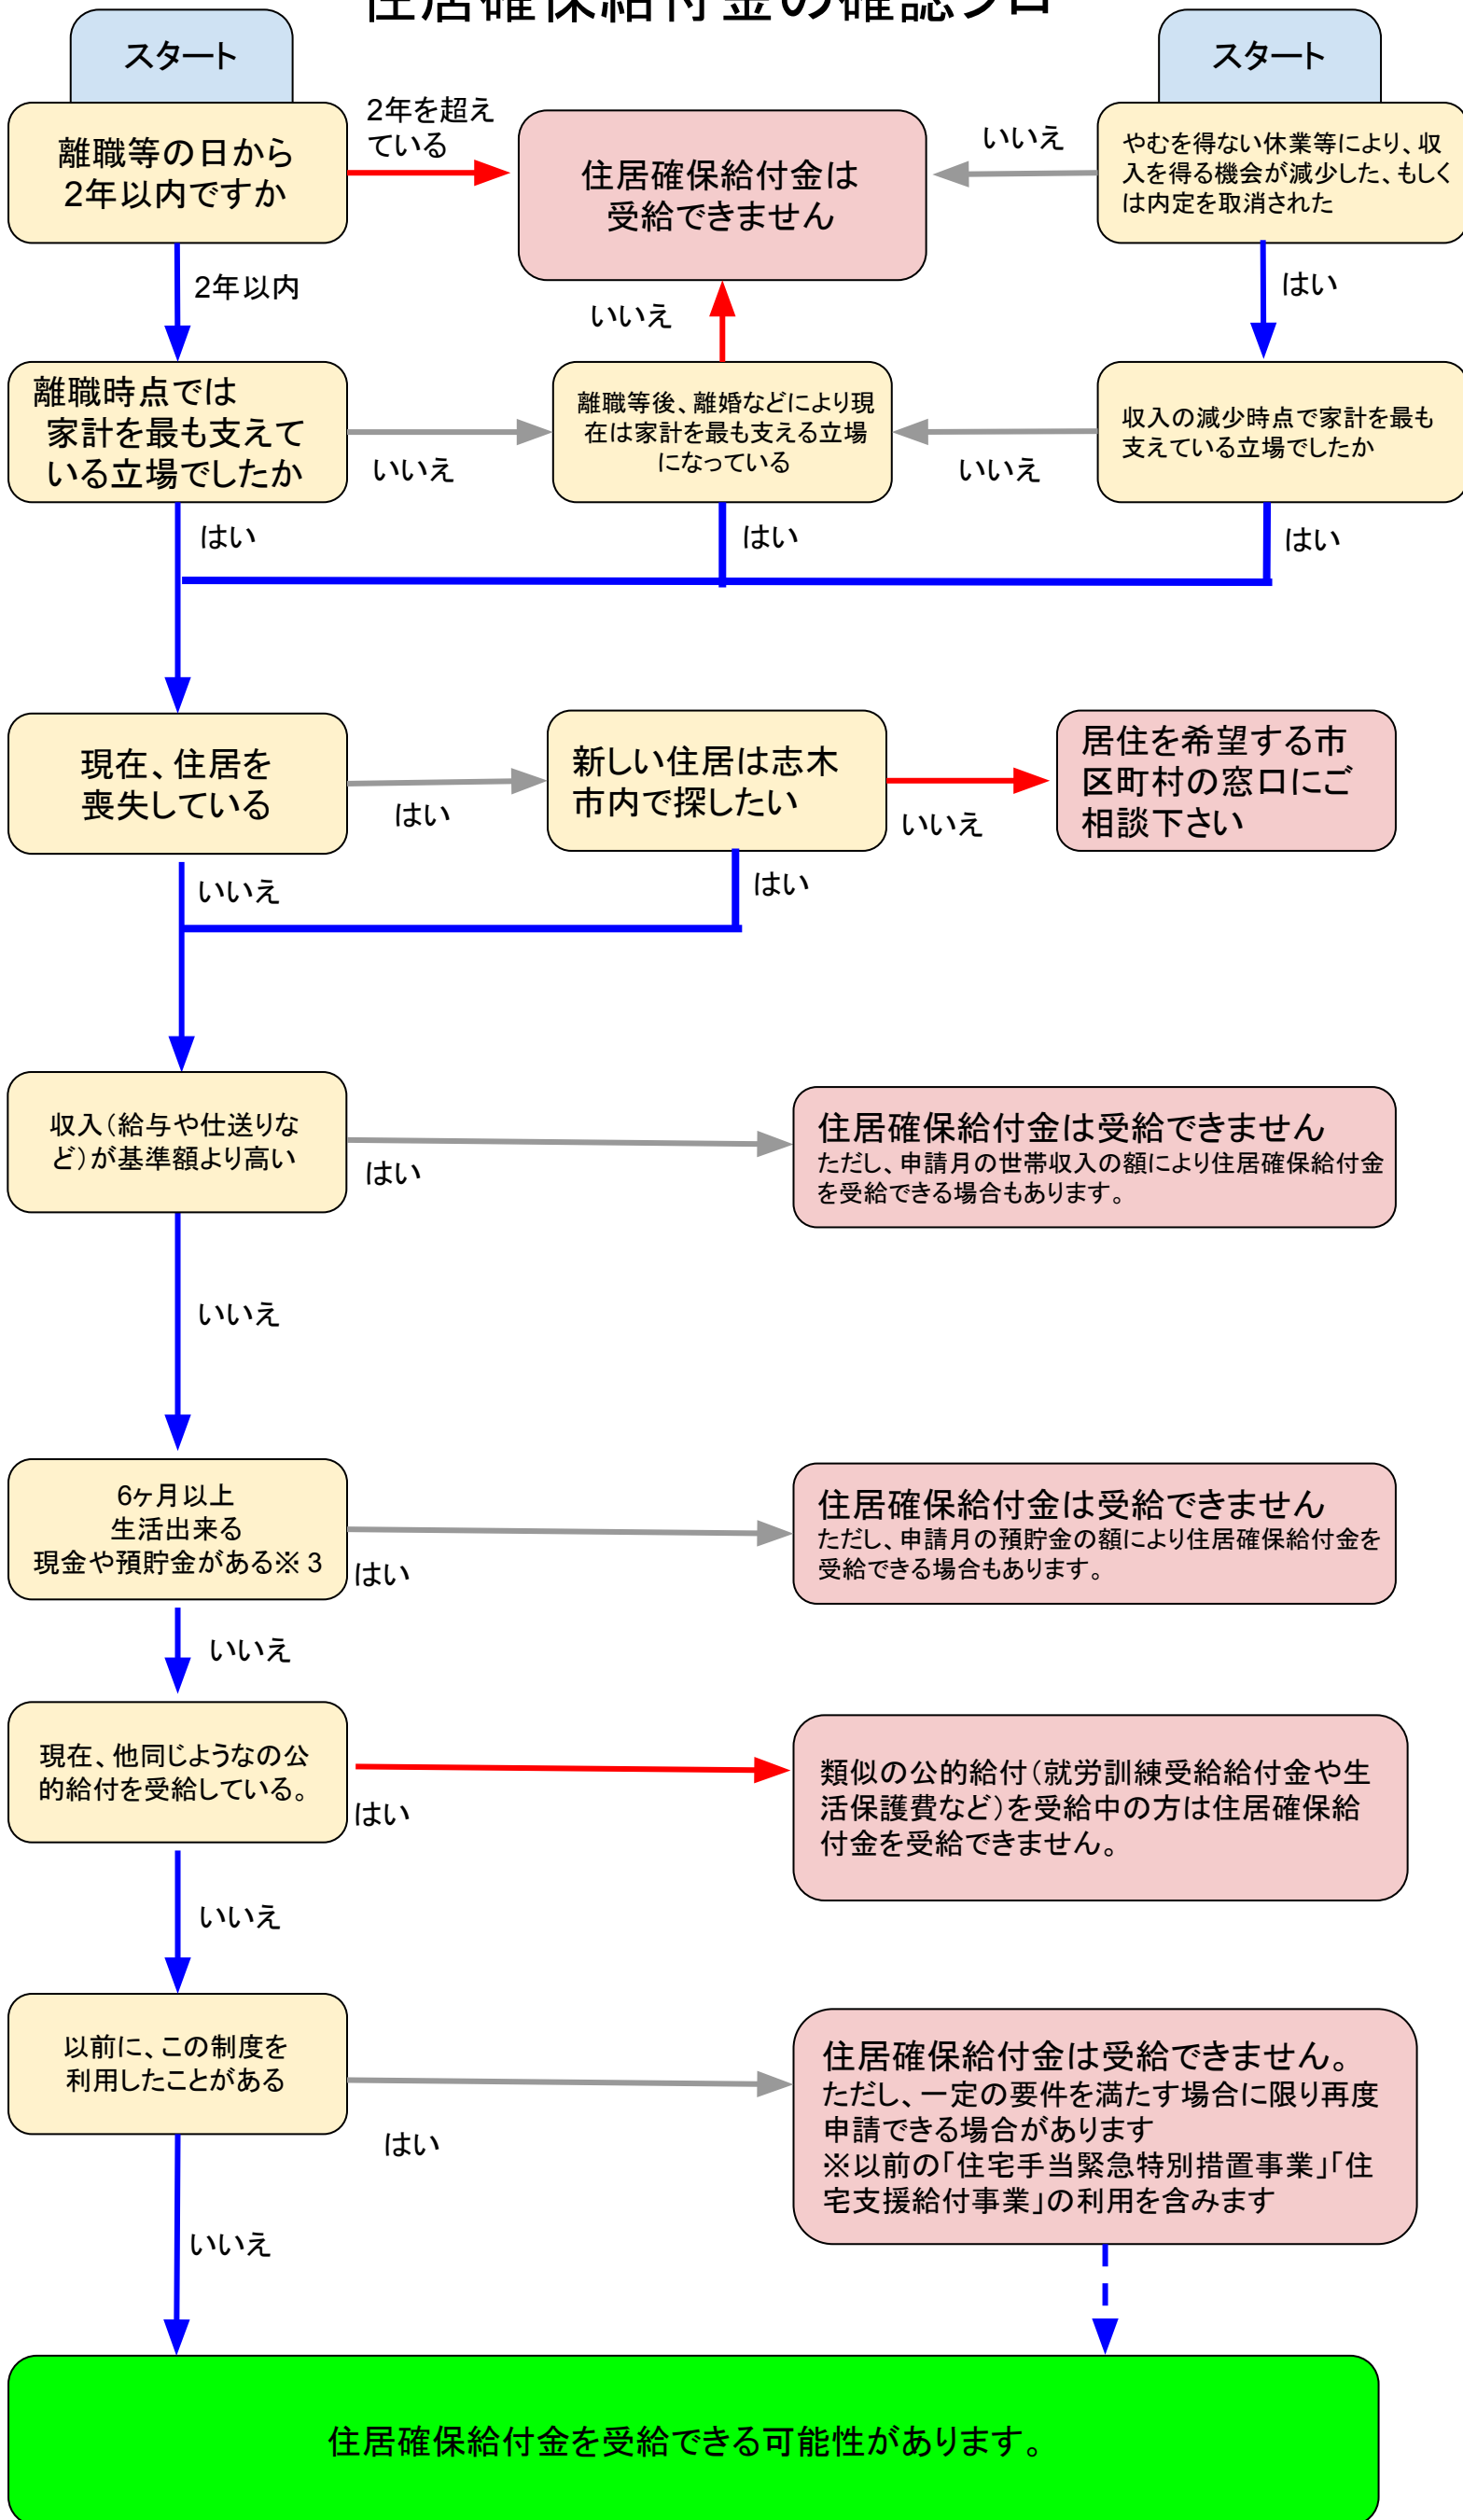 住居確保給付金の確認フロ
スタート
スタート
離職等の日から
2年以内ですか
2年を超え
ている
住居確保給付金は
受給できません
いいえ
やむを得ない休業等により、収
入を得る機会が減少した、もしく
は内定を取消された
2年以内
いいえ
はい
離職時点では
家計を最も支えて
いる立場でしたか
いいえ
離職等後、離婚などにより現
在は家計を最も支える立場
になっている
いいえ
収入の減少時点で家計を最も
支えている立場でしたか
はい
はい
はい
現在、住居を
喪失している
はい
新しい住居は志木
市内で探したい
いいえ
居住を希望する市
区町村の窓口にご
相談下さい
いいえ
はい
収入（給与や仕送りな
ど）が基準額より高い
はい
住居確保給付金は受給できません
ただし、申請月の世帯収入の額により住居確保給付金
を受給できる場合もあります。
いいえ
6ヶ月以上
生活出来る
現金や預貯金がある※ 3
はい
住居確保給付金は受給できません
ただし、申請月の預貯金の額により住居確保給付金を
受給できる場合もあります。
いいえ
現在、他同じようなの公
的給付を受給している。
はい
類似の公的給付（就労訓練受給給付金や生
活保護費など）を受給中の方は住居確保給
付金を受給できません。
いいえ
以前に、この制度を
利用したことがある
はい
住居確保給付金は受給できません。
ただし、一定の要件を満たす場合に限り再度
申請できる場合があります
※以前の「住宅手当緊急特別措置事業」「住
宅支援給付事業」の利用を含みます
いいえ
住居確保給付金を受給できる可能性があります。